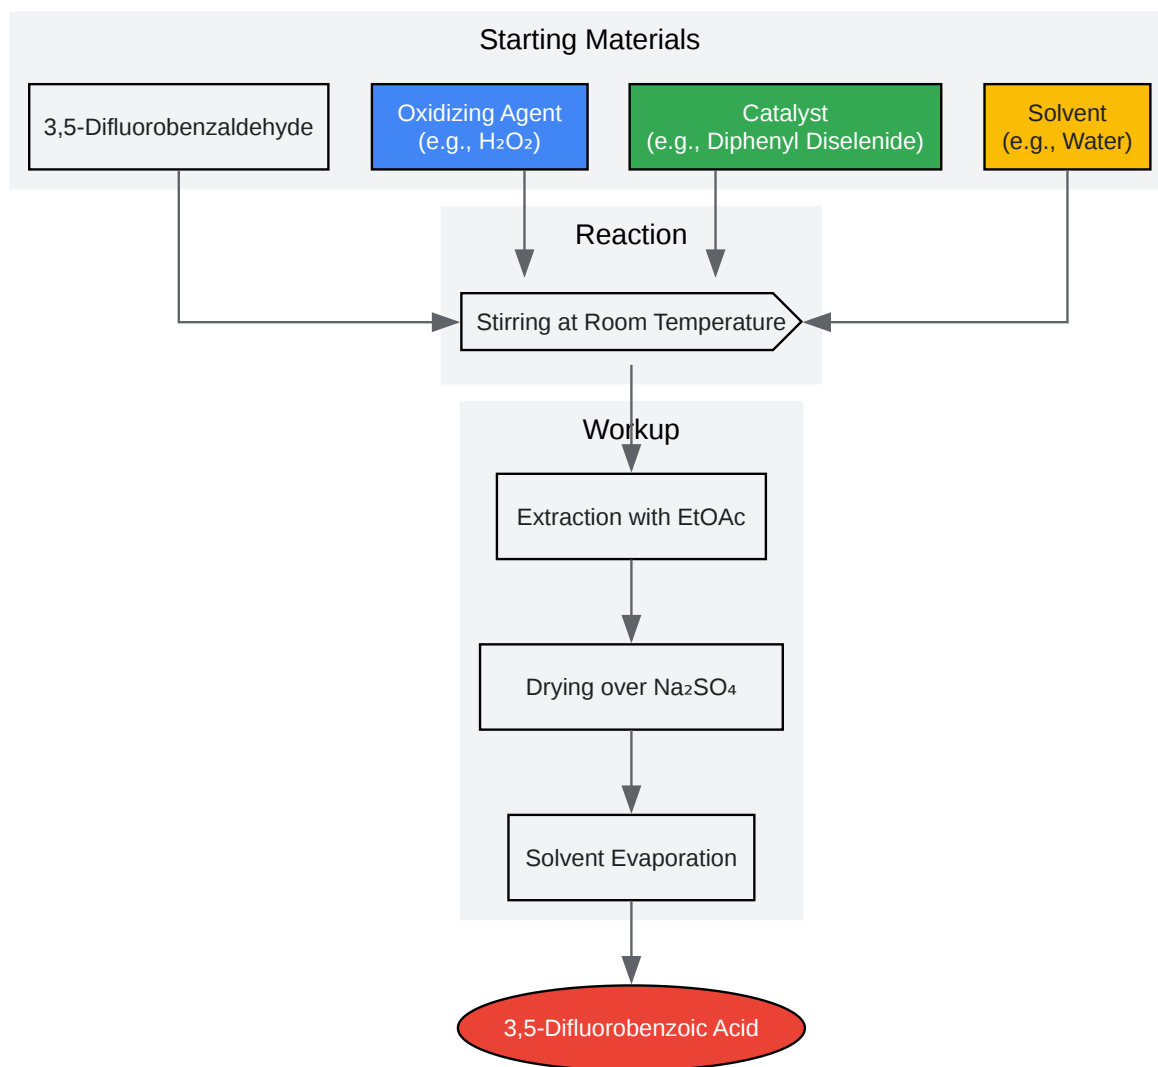 Starting Materials
3,5-Difluorobenzaldehyde
Oxidizing Agent
(e.g., H₂O₂)
Catalyst
(e.g., Diphenyl Diselenide)
Solvent
(e.g., Water)
Reaction
Stirring at Room Temperature
Workup
Extraction with EtOAc
Drying over Na₂SO₄
Solvent Evaporation
3,5-Difluorobenzoic Acid